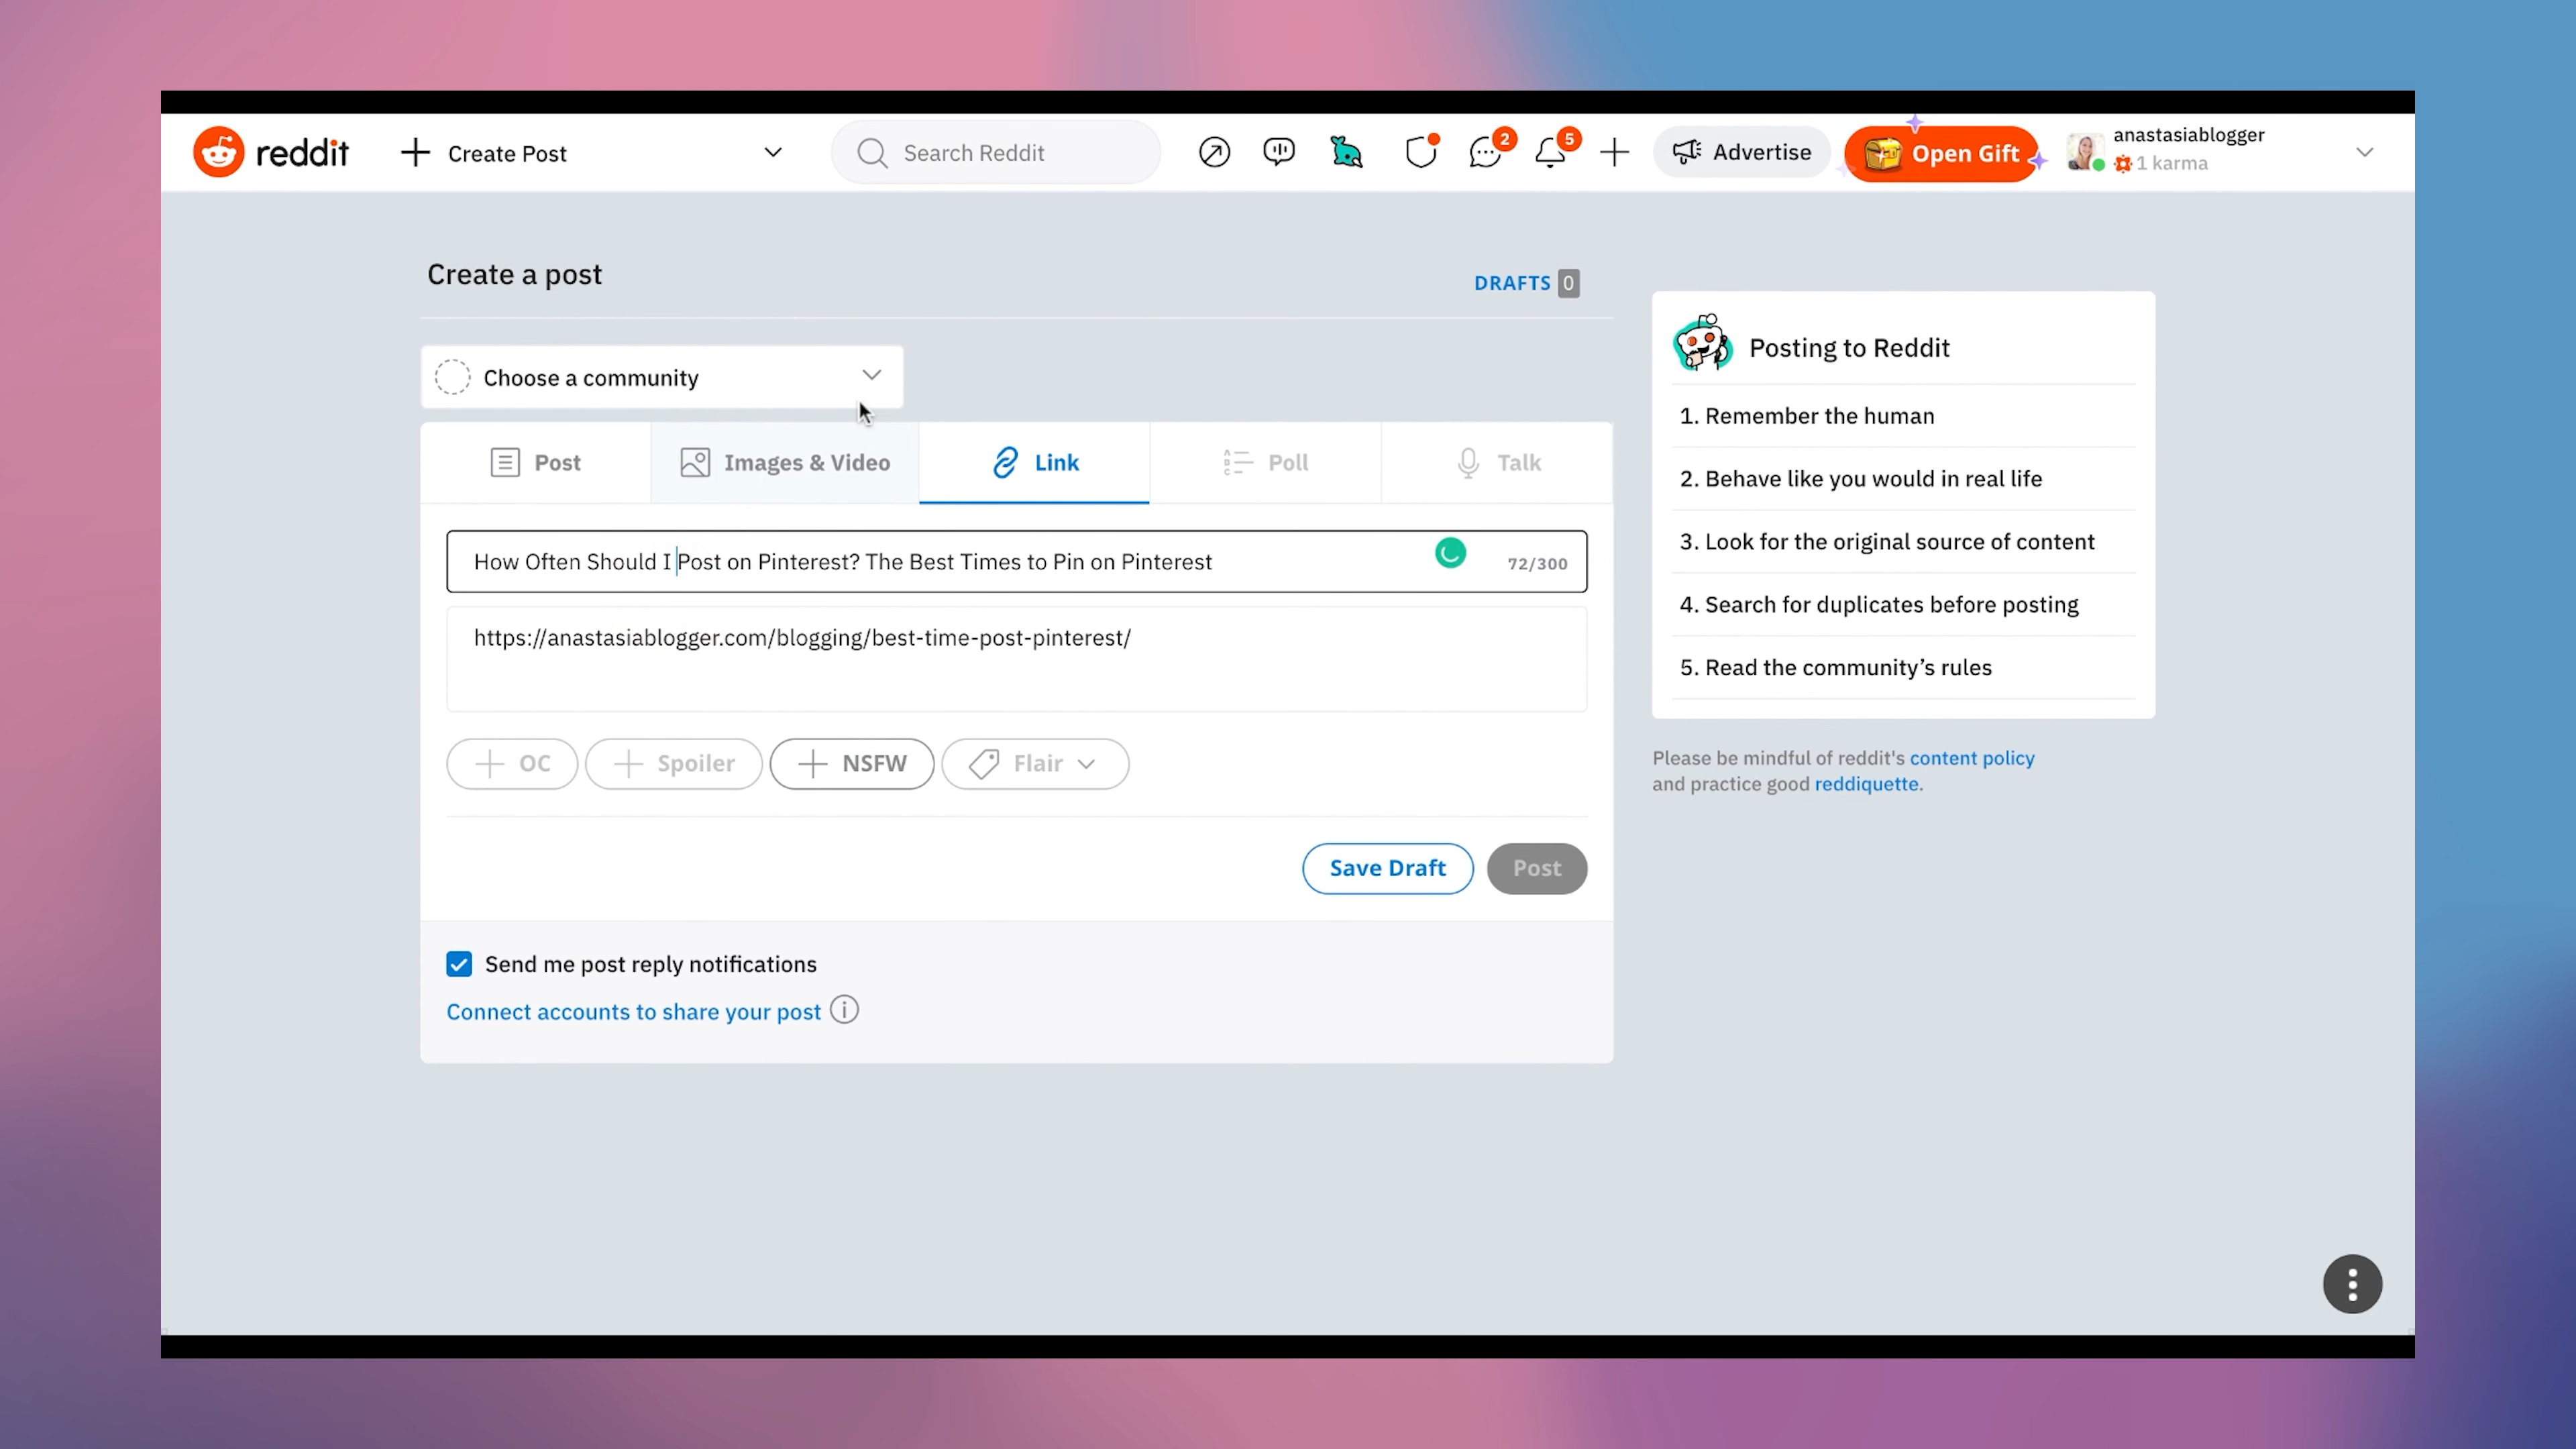 reddit
Create Post
Search Reddit
2
5
Advertise
Open Gift
anastasiablogger
1 karma
Create a post
DRAFTS 0
Choose a community
Post
Images & Video
Link
Poll
Talk
How Often Should I Post on Pinterest? The Best Times to Pin on Pinterest
72/300
https://anastasiablogger.com/blogging/best-time-post-pinterest/
OC
Spoiler
NSFW
Flair
Save Draft
Post
Send me post reply notifications
Connect accounts to share your post
Posting to Reddit
1. Remember the human
2. Behave like you would in real life
3. Look for the original source of content
4. Search for duplicates before posting
5. Read the community’s rules
Please be mindful of reddit's content policy
and practice good reddiquette.